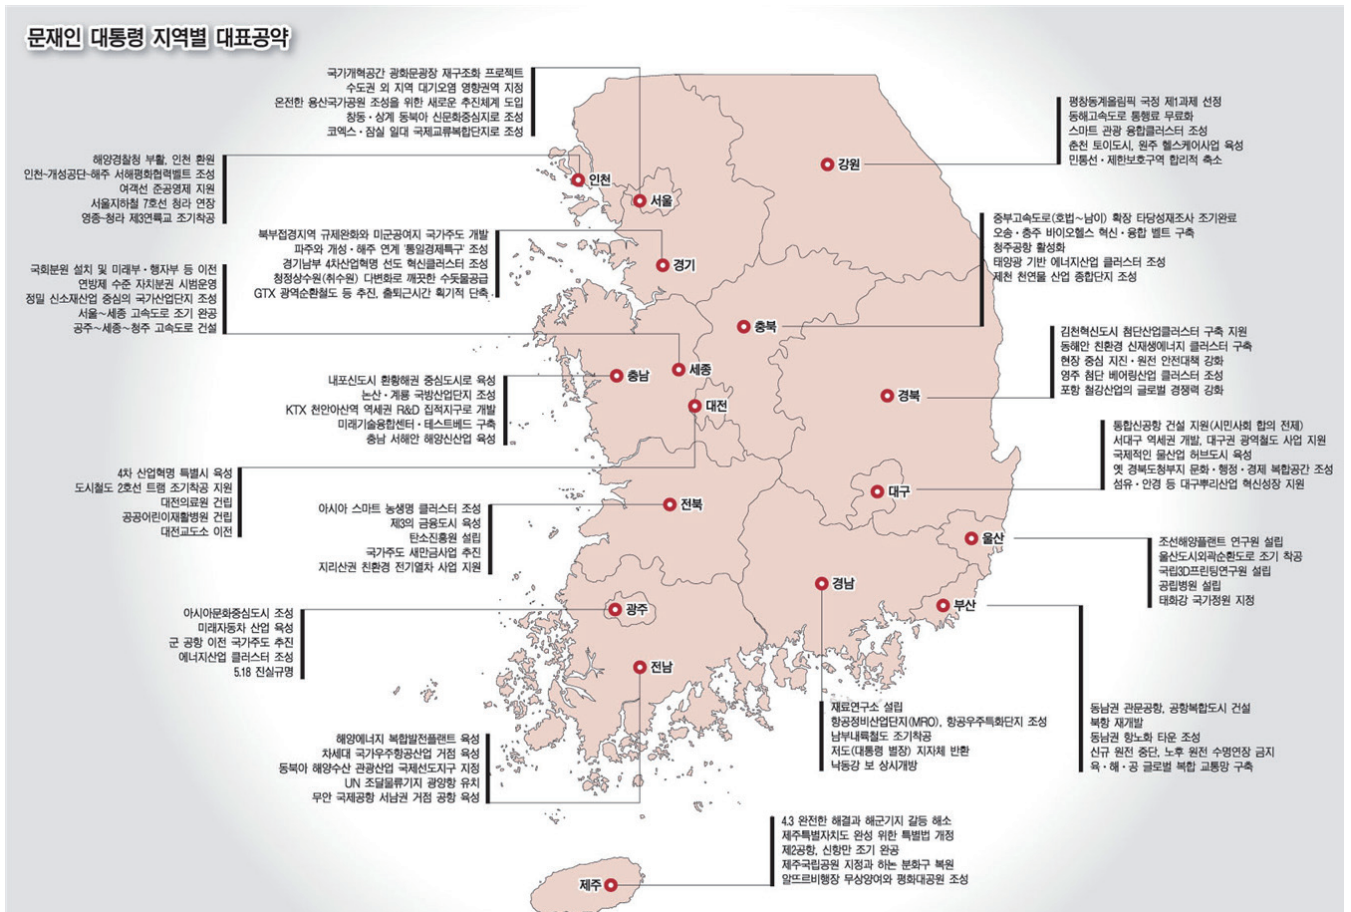 문재인 대통령 지역별 대표공약
국가개혁공간 광화문광장 재구조화 프로젝트
수도권 외 지역 대기오염 영향권역 지정
온전한 용산국가공원 조성을 위한 새로운 추진체계 도입
창동·상계 동북아 신문화중심지로 조성
코엑스·잠실 일대 국제교류복합단지로 조성
서울
해양경찰청 부활, 인천 환원
인천~개성공단~해주 서해평화협력벨트 조성
여객선 준공영제 지원
서울지하철 7호선 청라 연장
영종~청라 제3연륙교 조기착공
인천
북부접경지역 규제완화와 미군공여지 국가주도 개발
파주와 개성·해주 연계 '통일경제특구' 조성
경기남부 4차산업혁명 선도 혁신클러스터 조성
청정상수원(취수원) 다변화로 깨끗한 수돗물공급
GTX 광역순환철도 등 추진, 출퇴근시간 획기적 단축
경기
국회분원 설치 및 미래부·행자부 등 이전
연방제 수준 자치분권 시범운영
정밀 신소재산업 중심의 국가산업단지 조성
서울~세종 고속도로 조기 완공
공주~세종~청주 고속도로 건설
세종
내포신도시 환황해권 중심도시로 육성
논산·계룡 국방산업단지 조성
KTX 천안아산역 역세권 R&D 집적지구로 개발
미래기술융합센터·테스트베드 구축
충남 서해안 해양신산업 육성
충남
4차 산업혁명 특별시 육성
도시철도 2호선 트램 조기착공 지원
대전의료원 건립
공공어린이재활병원 건립
대전교도소 이전
대전
아시아 스마트 농생명 클러스터 조성
제3의 금융도시 육성
탄소진흥원 설립
국가주도 새만금사업 추진
지리산권 친환경 전기열차 사업 지원
전북
아시아문화중심도시 조성
미래자동차 산업 육성
군 공항 이전 국가주도 추진
에너지산업 클러스터 조성
5.18 진실규명
광주
해양에너지 복합발전플랜트 육성
차세대 국가우주항공산업 거점 육성
동북아 해양수산 관광산업 국제선도지구 지정
UN 조달물류기지 광양항 유치
무안 국제공항 서남권 거점 공항 육성
전남
평창동계올림픽 국정 제1과제 선정
동해고속도로 통행료 무료화
스마트 관광 융합클러스터 조성
춘천 토이도시, 원주 헬스케어사업 육성
민통선·제한보호구역 합리적 축소
강원
중부고속도로(호법~남이) 확장 타당성재조사 조기완료
오송·충주 바이오헬스 혁신·융합 벨트 구축
청주공항 활성화
태양광 기반 에너지산업 클러스터 조성
제천 천연물 산업 종합단지 조성
충북
김천혁신도시 첨단산업클러스터 구축 지원
동해안 친환경 신재생에너지 클러스터 구축
현장 중심 지진·원전 안전대책 강화
영주 첨단 베어링산업 클러스터 조성
포항 철강산업의 글로벌 경쟁력 강화
경북
통합신공항 건설 지원(시민사회 합의 전제)
서대구 역세권 개발, 대구권 광역철도 사업 지원
국제적인 물산업 허브도시 육성
옛 경북도청부지 문화·행정·경제 복합공간 조성
섬유·안경 등 대구뿌리산업 혁신성장 지원
대구
조선해양플랜트 연구원 설립
울산도시외곽순환도로 조기 착공
국립3D프린팅연구원 설립
공립병원 설립
태화강 국가정원 지정
울산
동남권 관문공항, 공항복합도시 건설
북항 재개발
동남권 항노화 타운 조성
신규 원전 중단, 노후 원전 수명연장 금지
육·해·공 글로벌 복합 교통망 구축
부산
재료연구소 설립
항공정비산업단지(MRO), 항공우주특화단지 조성
남부내륙철도 조기착공
저도(대통령 별장) 지자체 반환
낙동강 보 상시개방
경남
4.3 완전한 해결과 해군기지 갈등 해소
제주특별자치도 완성 위한 특별법 개정
제2공항, 신항만 조기 완공
제주국립공원 지정과 하논 분화구 복원
알뜨르비행장 무상양여와 평화대공원 조성
제주